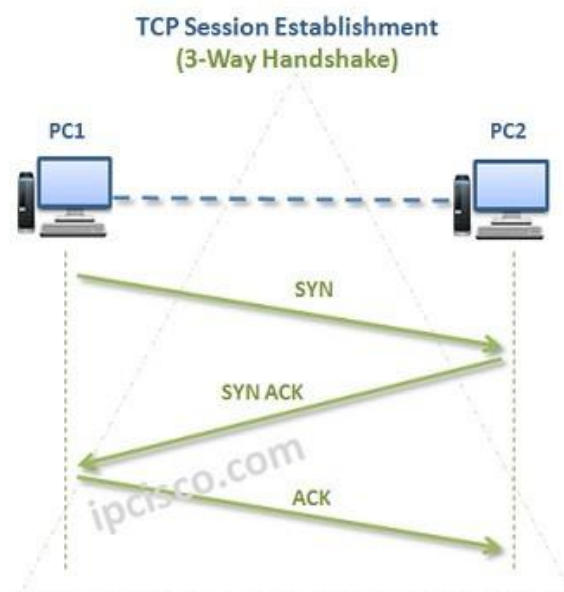 TCP Session Establishment
(3-Way Handshake)
PC1
PC2
SYN
SYN ACK
ipcisco.com
ACK